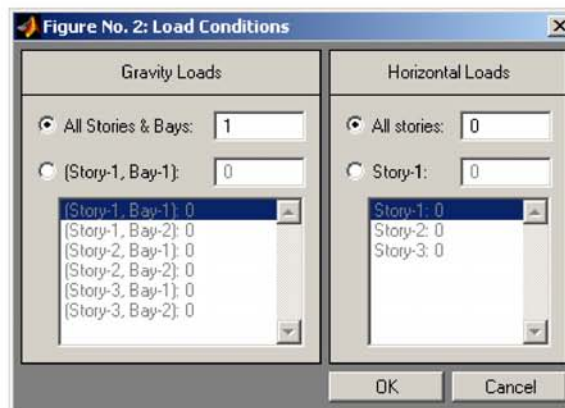 Figure No. 2: Load Conditions
Gravity Loads
All Stories & Bays: 1
(Story-1, Bay-1): 0
(Story-1, Bay-1): 0
(Story-1, Bay-2): 0
(Story-2, Bay-1): 0
(Story-2, Bay-2): 0
(Story-3, Bay-1): 0
(Story-3, Bay-2): 0
Horizontal Loads
All stories: 0
Story-1: 0
Story-1: 0
Story-2: 0
Story-3: 0
OK
Cancel